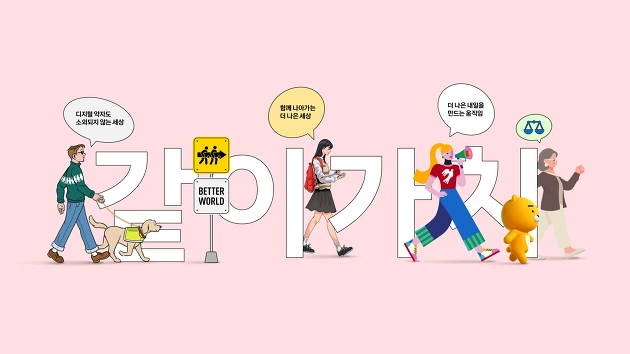 디지털 약자도
소외되지 않는 세상
함께 나아가는
더 나은 세상
더 나은 내일을
만드는 움직임
같이가치
BETTER
WORLD